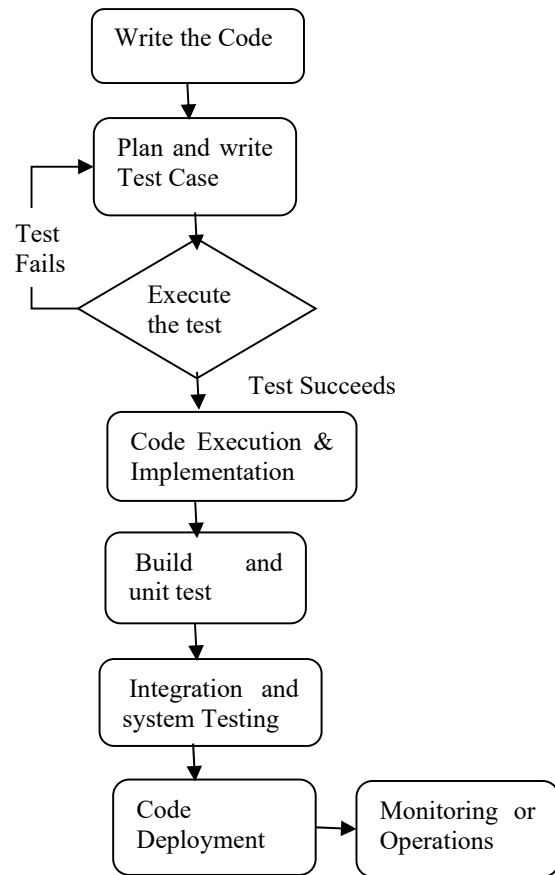 Write the Code
Plan and write
Test Case
Test
Fails
Execute
the test
Test Succeeds
Code Execution &
Implementation
Build and
unit test
Integration and
system Testing
Code
Deployment
Monitoring or
Operations